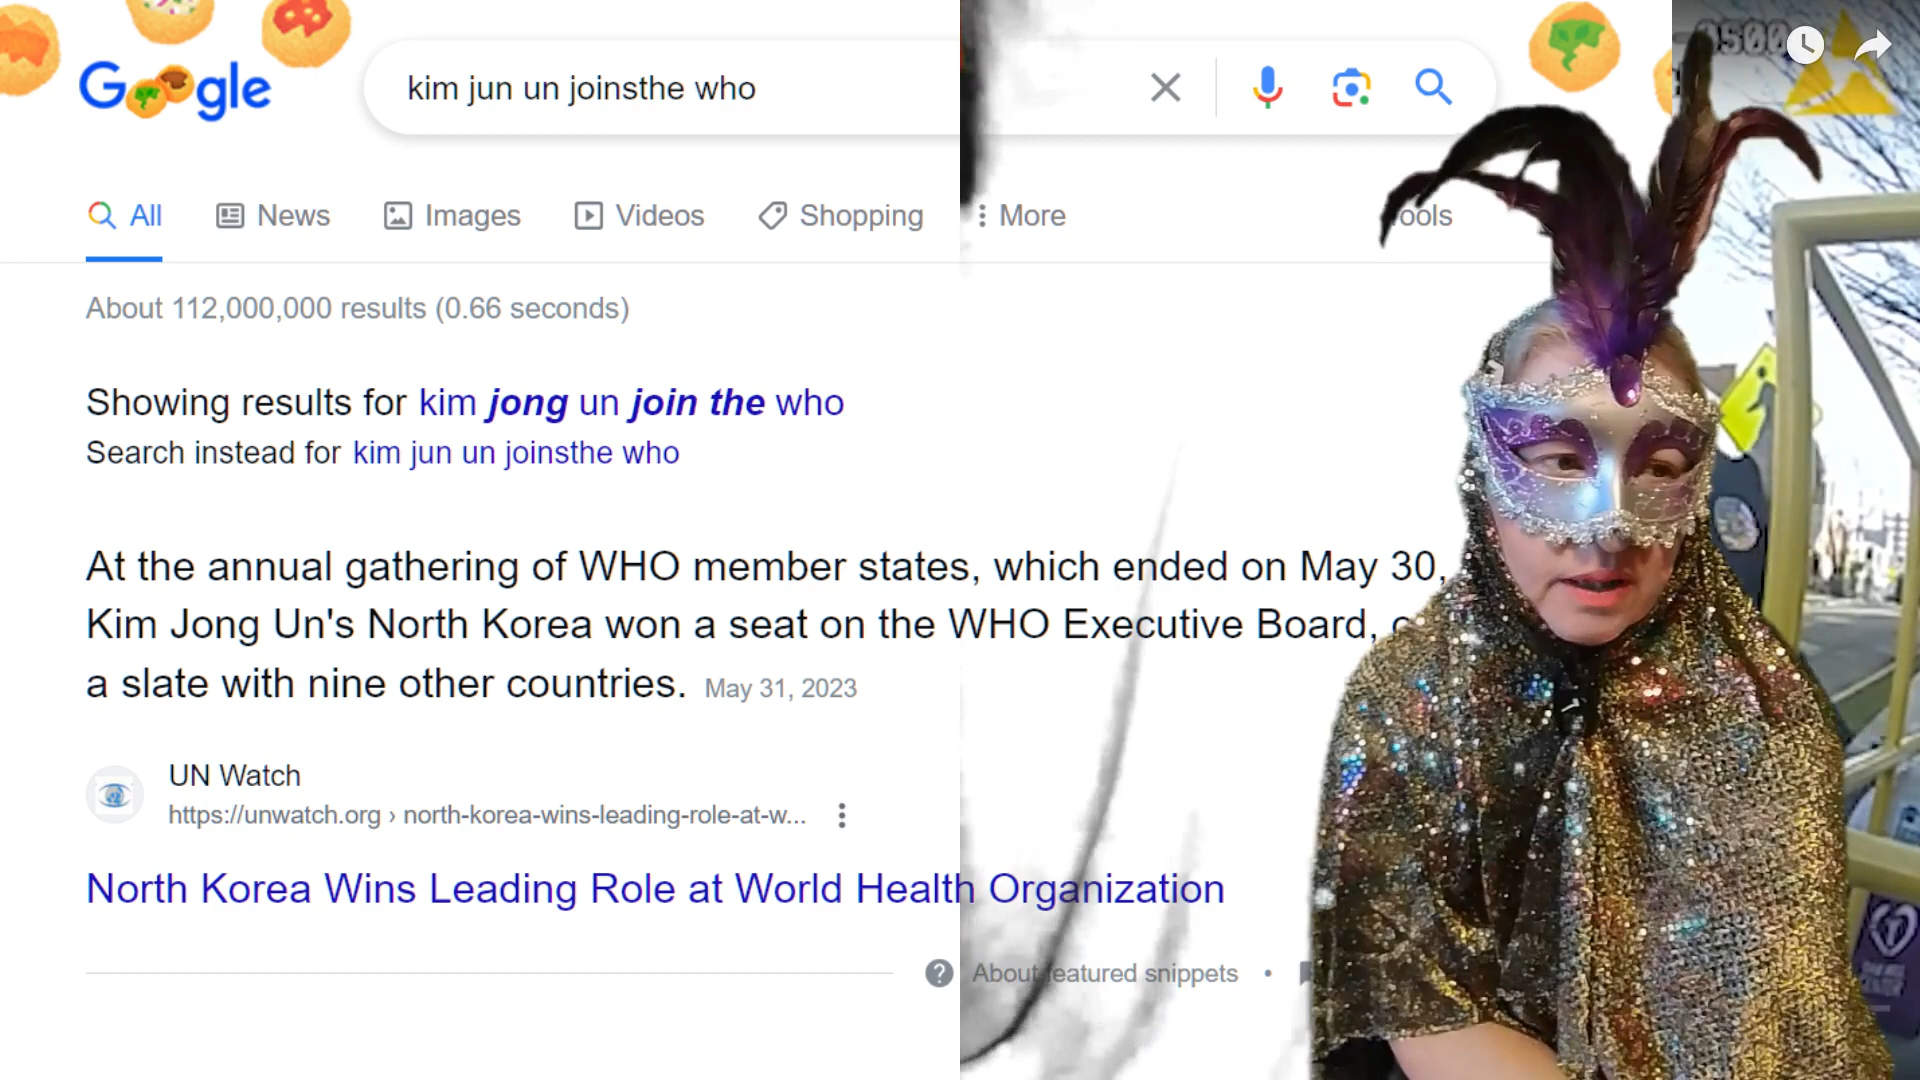 Google
kim jun un joinsthe who
All News Images Videos Shopping More ools
About 112,000,000 results (0.66 seconds)
Showing results for kim jong un join the who
Search instead for kim jun un joinsthe who
At the annual gathering of WHO member states, which ended on May 30,
Kim Jong Un's North Korea won a seat on the WHO Executive Board,
a slate with nine other countries. May 31, 2023
UN Watch
https://unwatch.org › north-korea-wins-leading-role-at-w...
North Korea Wins Leading Role at World Health Organization
About featured snippets •